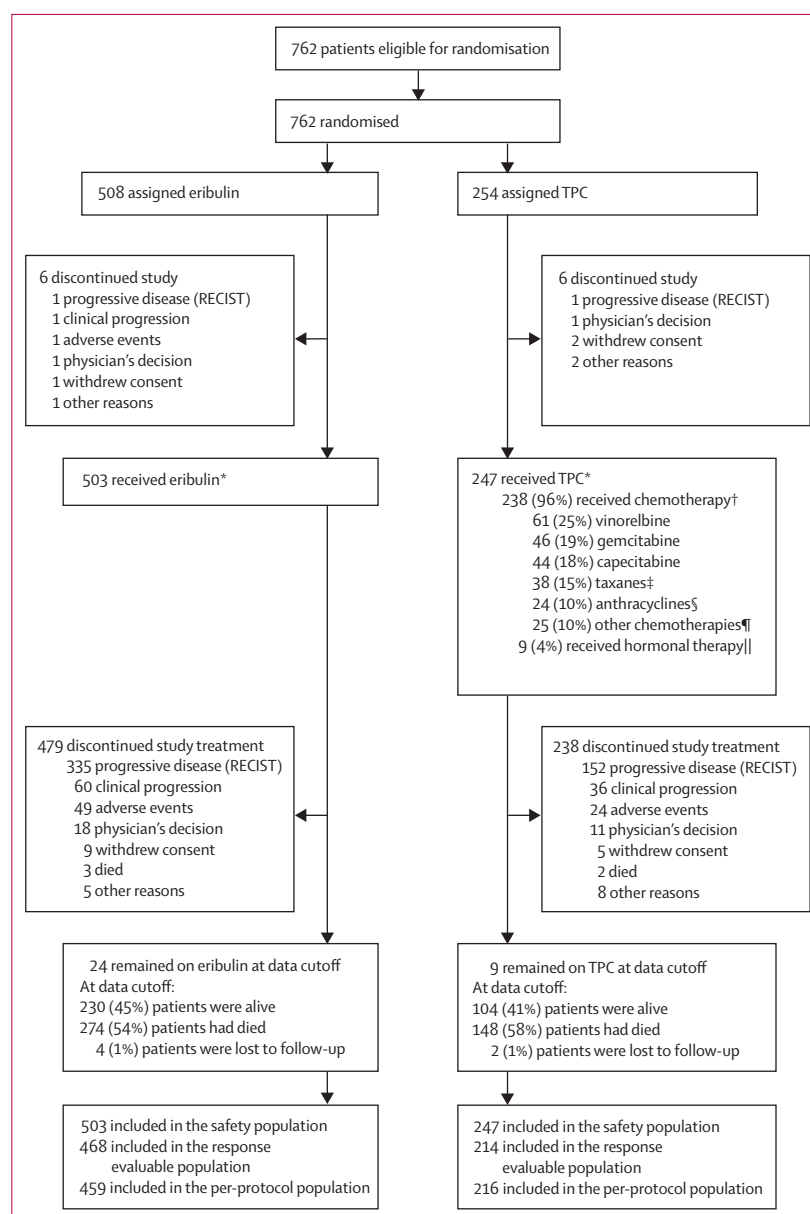 762 patients eligible for randomisation
762 randomised
508 assigned eribulin
254 assigned TPC
6 discontinued study
1 progressive disease (RECIST)
1 clinical progression
1 adverse events
1 physician's decision
1 withdrew consent
1 other reasons
6 discontinued study
1 progressive disease (RECIST)
1 physician's decision
2 withdrew consent
2 other reasons
503 received eribulin*
247 received TPC*
238 (96%) received chemotherapy†
61 (25%) vinorelbine
46 (19%) gemcitabine
44 (18%) capecitabine
38 (15%) taxanes‡
24 (10%) anthracyclines§
25 (10%) other chemotherapies¶
9 (4%) received hormonal therapy||
479 discontinued study treatment
335 progressive disease (RECIST)
60 clinical progression
49 adverse events
18 physician's decision
9 withdrew consent
3 died
5 other reasons
238 discontinued study treatment
152 progressive disease (RECIST)
36 clinical progression
24 adverse events
11 physician's decision
5 withdrew consent
2 died
8 other reasons
24 remained on eribulin at data cutoff
At data cutoff:
230 (45%) patients were alive
274 (54%) patients had died
4 (1%) patients were lost to follow-up
9 remained on TPC at data cutoff
At data cutoff:
104 (41%) patients were alive
148 (58%) patients had died
2 (1%) patients were lost to follow-up
503 included in the safety population
468 included in the response
evaluable population
459 included in the per-protocol population
247 included in the safety population
214 included in the response
evaluable population
216 included in the per-protocol population